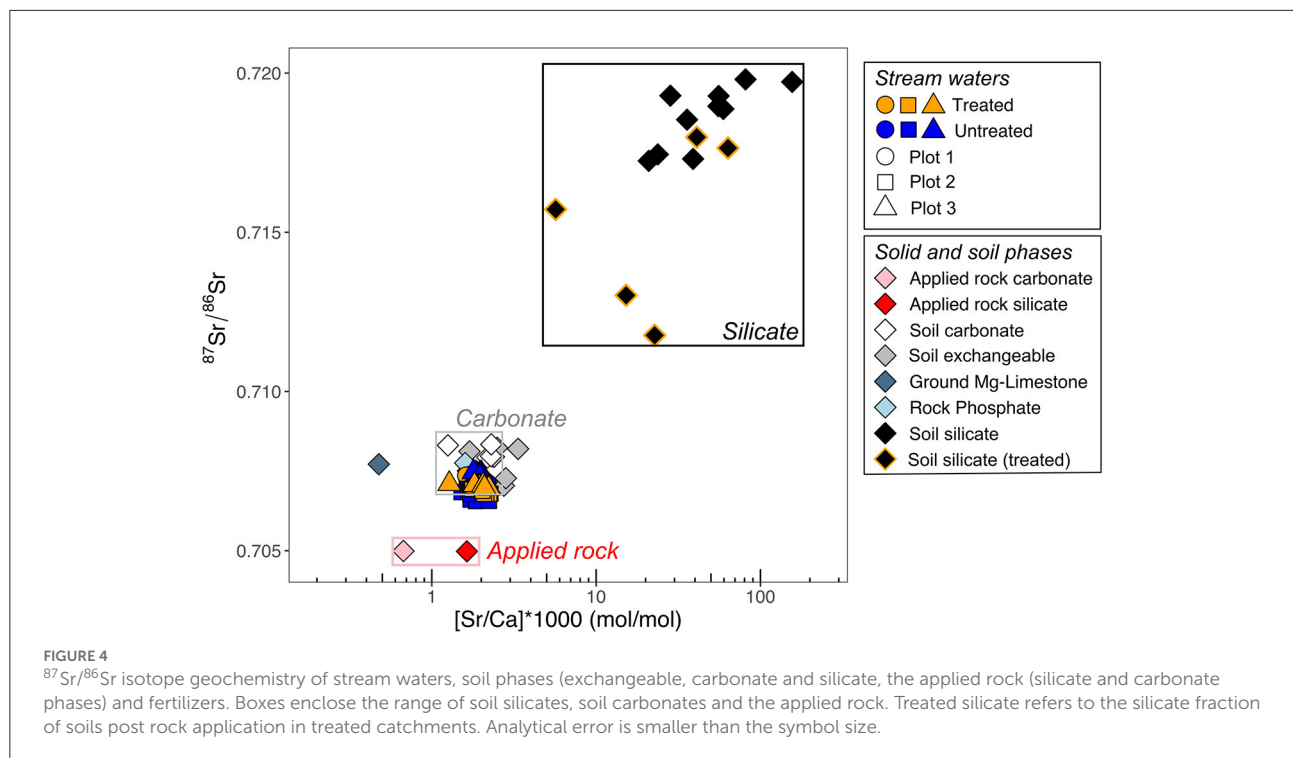 0.720
0.715
0.710
0.705
87Sr/86Sr
Silicate
Carbonate
Applied rock
1
10
100
[Sr/Ca]*1000 (mol/mol)
Stream waters
Treated
Untreated
Plot 1
Plot 2
Plot 3
Solid and soil phases
Applied rock carbonate
Applied rock silicate
Soil carbonate
Soil exchangeable
Ground Mg-Limestone
Rock Phosphate
Soil silicate
Soil silicate (treated)
FIGURE 4
87Sr/86Sr isotope geochemistry of stream waters, soil phases (exchangeable, carbonate and silicate, the applied rock (silicate and carbonate
phases) and fertilizers. Boxes enclose the range of soil silicates, soil carbonates and the applied rock. Treated silicate refers to the silicate fraction
of soils post rock application in treated catchments. Analytical error is smaller than the symbol size.